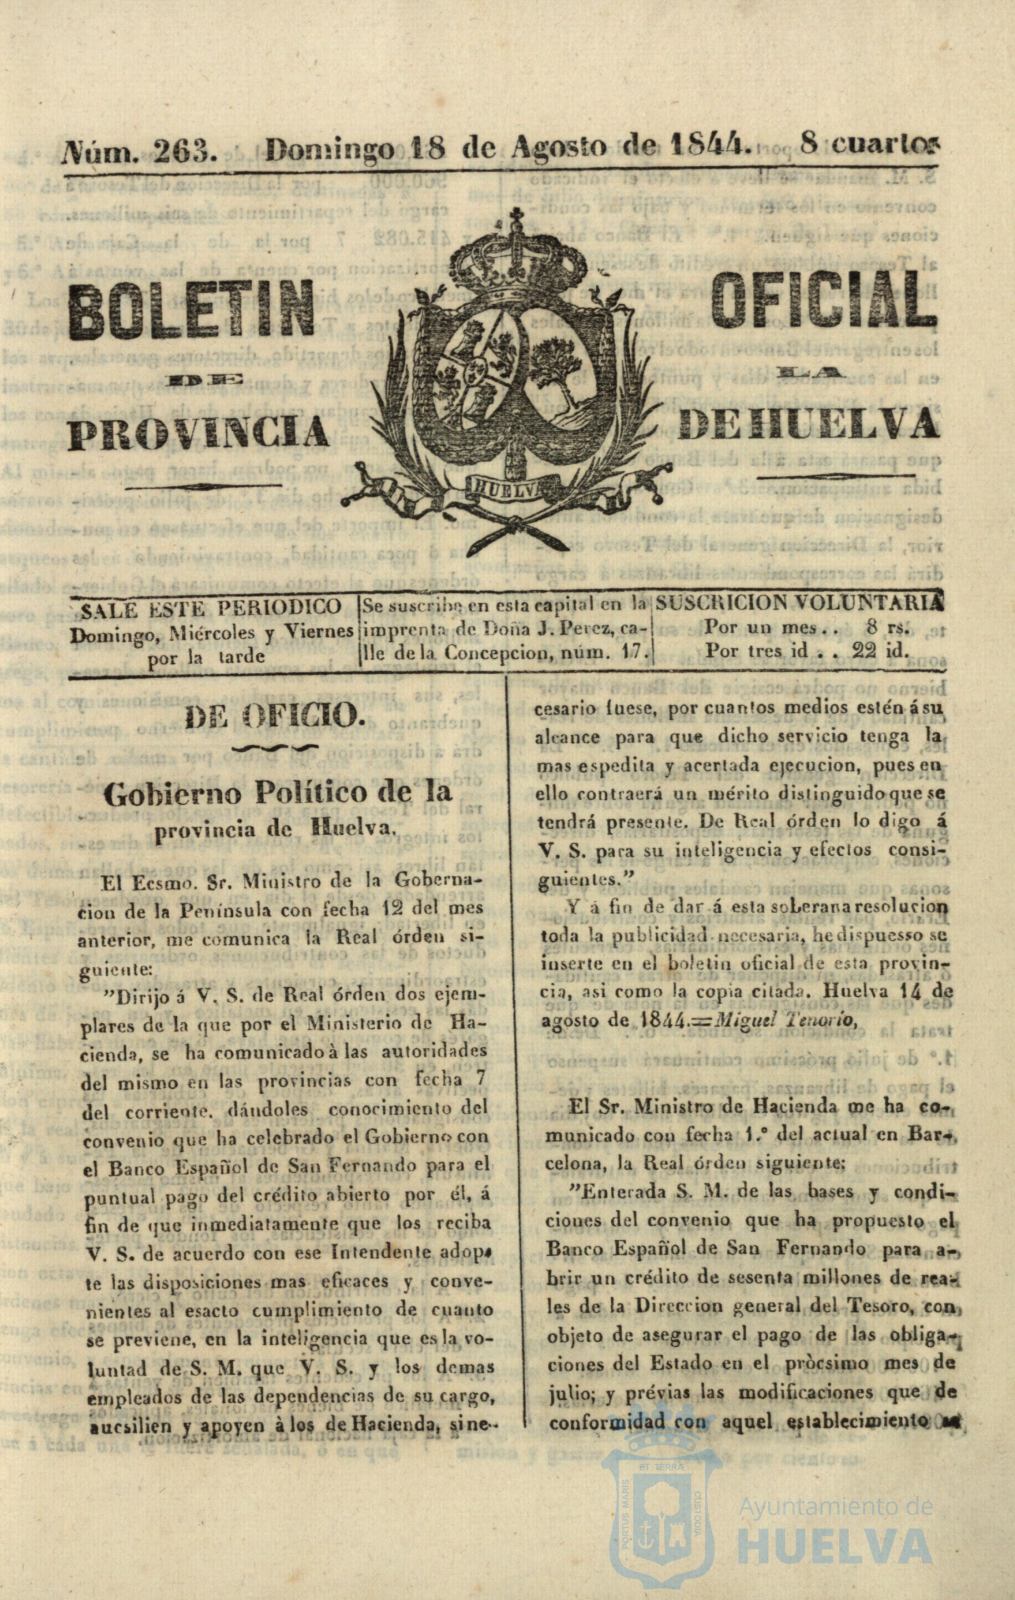 Núm. 263. Domingo 18 de Agosto de 1844. 8 cuartos
BOLETIN OFICIAL
DE LA
PROVINCIA DE HUELVA
HUELVA
SALE ESTE PERIODICO
Domingo, Miércoles y Viernes
por la tarde
Se suscribe en esta capital en la
imprenta de Doña J. Perez, ca-
lle de la Concepcion, núm. 17.
SUSCRICION VOLUNTARIA
Por un mes.. 8 rs.
Por tres id .. 22 id.
DE OFICIO.
Gobierno Político de la
provincia de Huelva.
El Ecsmo. Sr. Ministro de la Goberna-
cion de la Península con fecha 12 del mes
anterior, me comunica la Real órden si-
guiente:
"Dirijo á V. S. de Real órden dos ejem-
plares de la que por el Ministerio de Ha-
cienda, se ha comunicado à las autoridades
del mismo en las provincias con fecha 7
del corriente. dándoles conocimiento del
convenio que ha celebrado el Gobierno con
el Banco Español de San Fernando para el
puntual pago del crédito abierto por él, á
fin de que inmediatamente que los reciba
V. S. de acuerdo con ese Intendente adop-
te las disposiciones mas eficaces y conve-
nientes al esacto cumplimiento de cuanto
se previene, en la inteligencia que es la vo-
luntad de S. M. que V. S. y los demas
empleados de las dependencias de su cargo,
aucsilien y apoyen à los de Hacienda, si ne-
cesario fuese, por cuantos medios estén á su
alcance para que dicho servicio tenga la
mas espedita y acertada ejecucion, pues en
ello contraerá un mérito distinguido que se
tendrá presente. De Real órden lo digo á
V. S. para su inteligencia y efectos consi-
guientes."
Y á fin de dar á esta soberana resolucion
toda la publicidad necesaria, he dispuesso se
inserte en el boletin oficial de esta provin-
cia, asi como la copia citada. Huelva 14 de
agosto de 1844.=Miguel Tenorio,
El Sr. Ministro de Hacienda me ha co-
municado con fecha 1.º del actual en Bar-
celona, la Real órden siguiente:
"Enterada S. M. de las bases y condi-
ciones del convenio que ha propuesto el
Banco Español de San Fernando para a-
brir un crédito de sesenta millones de rea-
les de la Direccion general del Tesoro, con
objeto de asegurar el pago de las obliga-
ciones del Estado en el pròcsimo mes de
julio; y prévias las modificaciones que de
conformidad con aquel establecimiento
ET TERRÆ
PORTUS MARIS
CUSTODIA
Ayuntamiento de
HUELVA